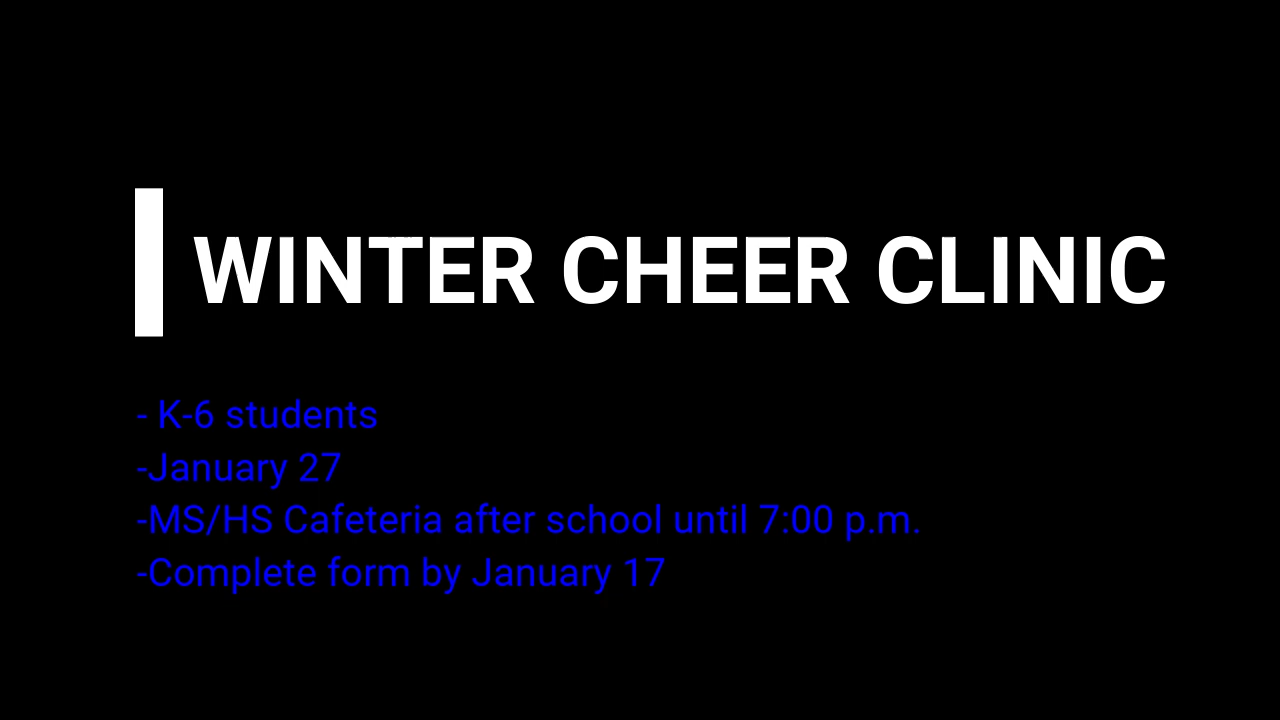 WINTER CHEER CLINIC
- K-6 students
-January 27
-MS/HS Cafeteria after school until 7:00 p.m.
-Complete form by January 17